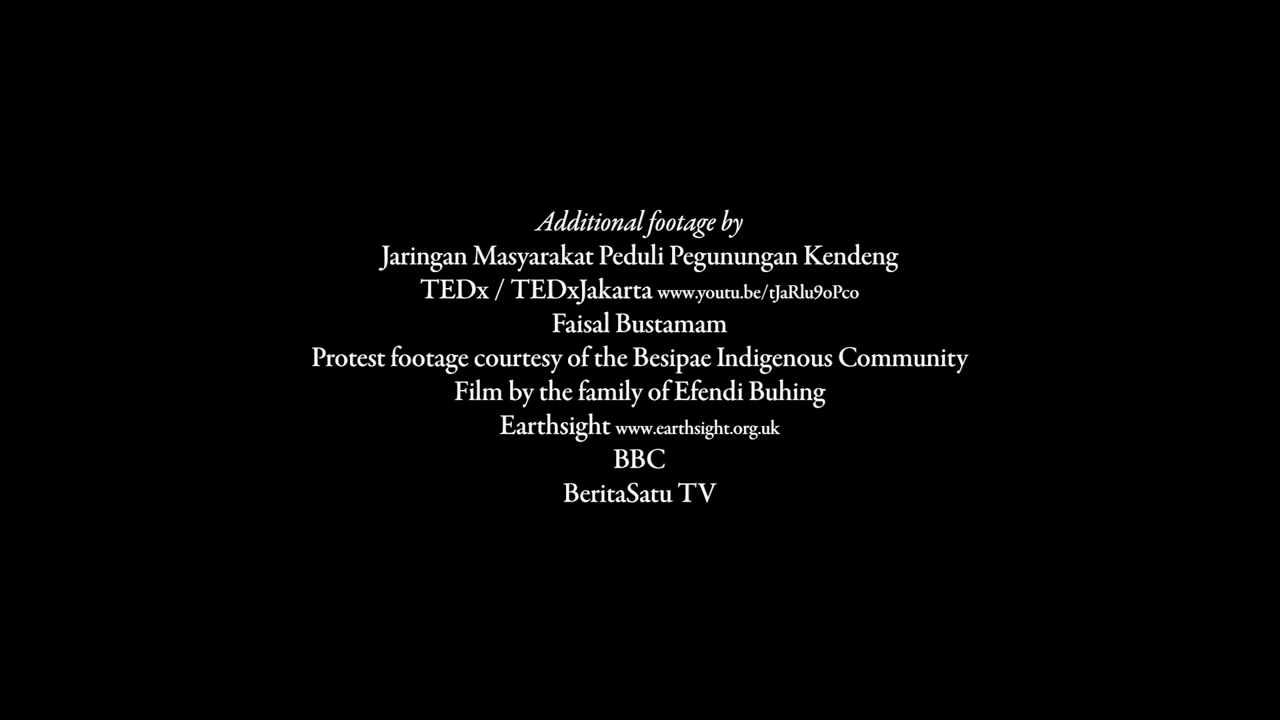 Additional footage by
Jaringan Masyarakat Peduli Pegunungan Kendeng
TEDx / TEDxJakarta www.youtu.be/tJaRlu9oPco
Faisal Bustamam
Protest footage courtesy of the Besipae Indigenous Community
Film by the family of Efendi Buhing
Earthsight www.earthsight.org.uk
BBC
BeritaSatu TV